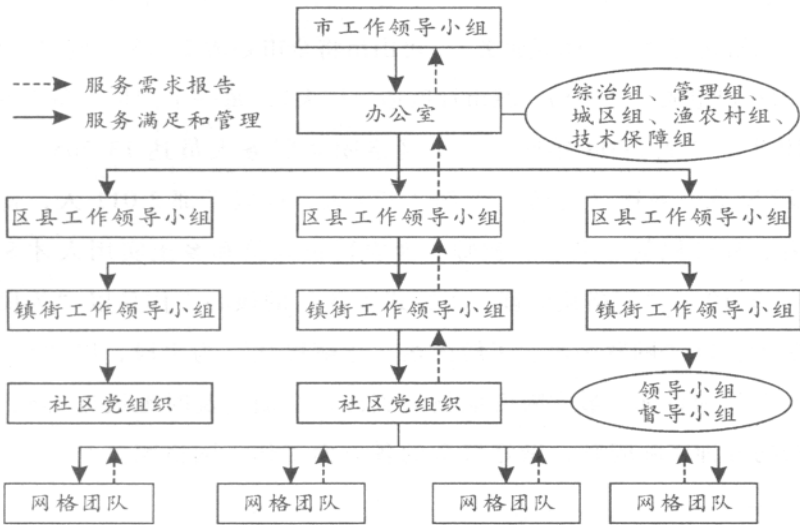 市工作领导小组
服务需求报告
服务满足和管理
办公室
综治组、管理组、
城区组、渔农村组、
技术保障组
区县工作领导小组
区县工作领导小组
区县工作领导小组
镇街工作领导小组
镇街工作领导小组
镇街工作领导小组
社区党组织
社区党组织
领导小组
督导小组
网格团队
网格团队
网格团队
网格团队